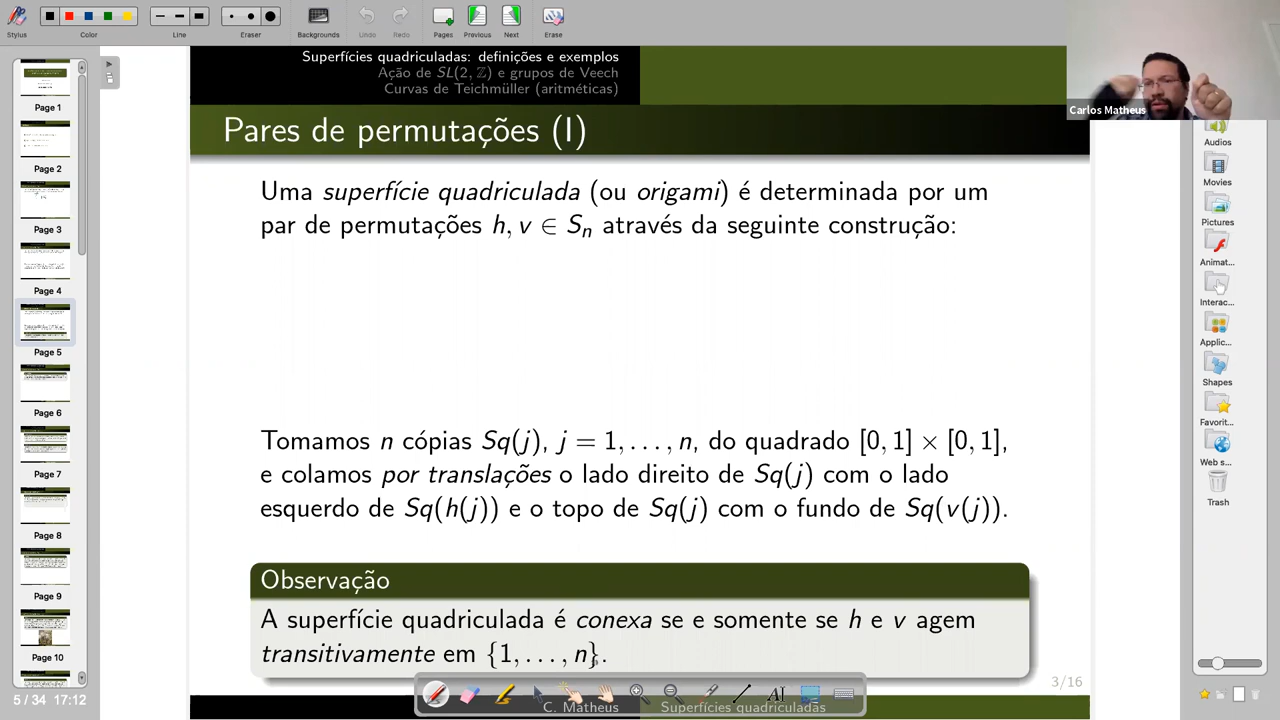 Stylus
Color
Line
Eraser
Backgrounds
Undo
Redo
Pages
Previous
Next
Erase
Page 1
Page 2
Page 3
Page 4
Page 5
Page 6
Page 7
Page 8
Page 9
Page 10
5 / 34 17:12
Superfícies quadriculadas: definições e exemplos
Ação de SL(2, ℤ) e grupos de Veech
Curvas de Teichmüller (aritméticas)
Pares de permutações (I)
Uma superfície quadriculada (ou origami) é determinada por um
par de permutações h, v ∈ Sₙ através da seguinte construção:
Tomamos n cópias Sq(j), j = 1, . . . , n, do quadrado [0, 1] × [0, 1],
e colamos por translações o lado direito de Sq(j) com o lado
esquerdo de Sq(h(j)) e o topo de Sq(j) com o fundo de Sq(v(j)).
Observação
A superfície quadriculada é conexa se e somente se h e v agem
transitivamente em {1, . . . , n}.
3/16
C. Matheus
Superfícies quadriculadas
Carlos Matheus
Audios
Movies
Pictures
Animat...
Interac...
Applic...
Shapes
Favorites
Web s...
Trash